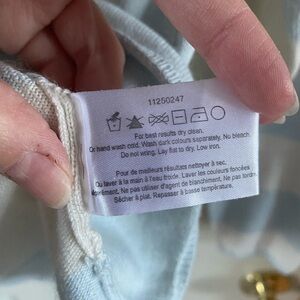 11250247
For best results dry clean.
Or hand wash cold. Wash dark colours separately. No bleach.
Do not wring. Lay flat to dry. Low iron.
Pour de meilleurs résultats nettoyer à sec.
Ou laver à la main à l'eau froide. Laver les couleurs foncées
séparément. Ne pas utiliser d'agent de blanchiment. Ne pas tordre.
Sécher à plat. Repasser à basse température.